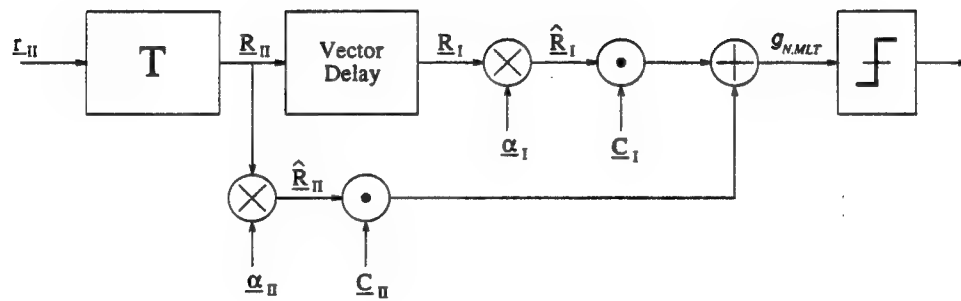 r_II
T
R_II
Vector
Delay
R_I
R̂_I
g_N,MLT
α_I
C_I
R̂_II
α_II
C_II